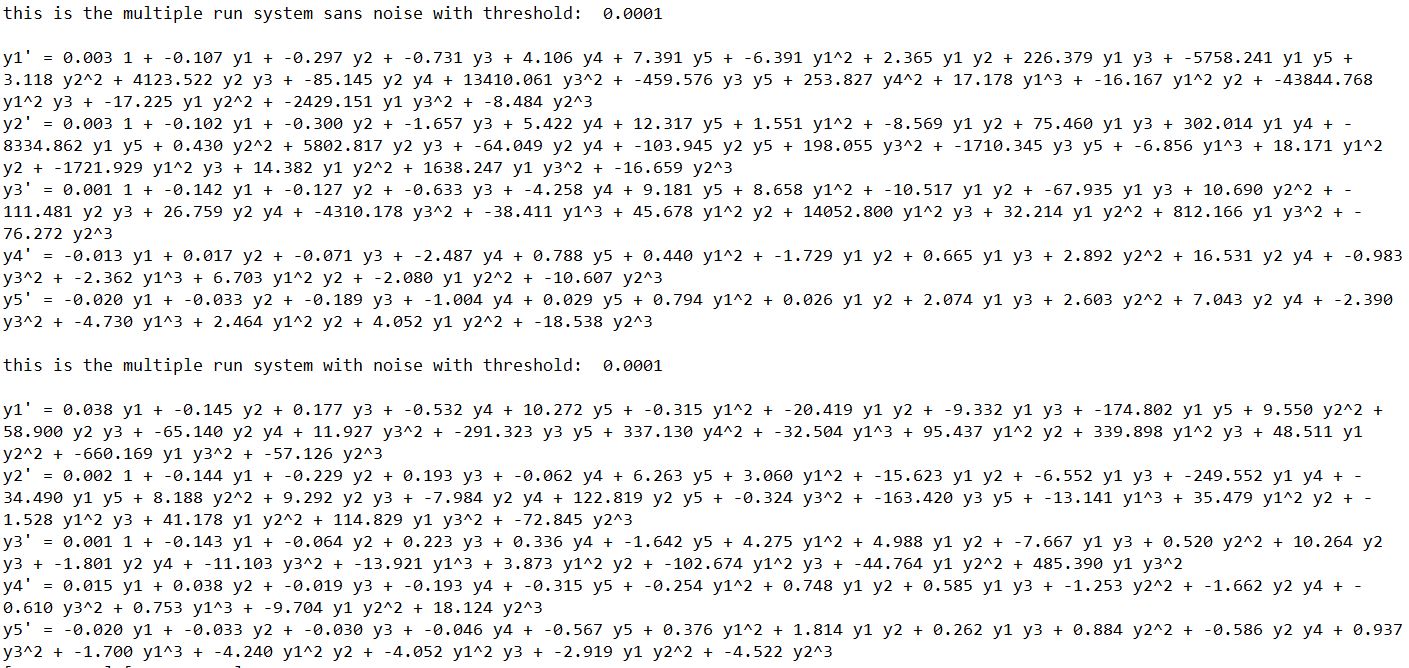 this is the multiple run system sans noise with threshold:  0.0001
y1' = 0.003 1 + -0.107 y1 + -0.297 y2 + -0.731 y3 + 4.106 y4 + 7.391 y5 + -6.391 y1^2 + 2.365 y1 y2 + 226.379 y1 y3 + -5758.241 y1 y5 +
3.118 y2^2 + 4123.522 y2 y3 + -85.145 y2 y4 + 13410.061 y3^2 + -459.576 y3 y5 + 253.827 y4^2 + 17.178 y1^3 + -16.167 y1^2 y2 + -43844.768
y1^2 y3 + -17.225 y1 y2^2 + -2429.151 y1 y3^2 + -8.484 y2^3
y2' = 0.003 1 + -0.102 y1 + -0.300 y2 + -1.657 y3 + 5.422 y4 + 12.317 y5 + 1.551 y1^2 + -8.569 y1 y2 + 75.460 y1 y3 + 302.014 y1 y4 + -
8334.862 y1 y5 + 0.430 y2^2 + 5802.817 y2 y3 + -64.049 y2 y4 + -103.945 y2 y5 + 198.055 y3^2 + -1710.345 y3 y5 + -6.856 y1^3 + 18.171 y1^2
y2 + -1721.929 y1^2 y3 + 14.382 y1 y2^2 + 1638.247 y1 y3^2 + -16.659 y2^3
y3' = 0.001 1 + -0.142 y1 + -0.127 y2 + -0.633 y3 + -4.258 y4 + 9.181 y5 + 8.658 y1^2 + -10.517 y1 y2 + -67.935 y1 y3 + 10.690 y2^2 + -
111.481 y2 y3 + 26.759 y2 y4 + -4310.178 y3^2 + -38.411 y1^3 + 45.678 y1^2 y2 + 14052.800 y1^2 y3 + 32.214 y1 y2^2 + 812.166 y1 y3^2 + -
76.272 y2^3
y4' = -0.013 y1 + 0.017 y2 + -0.071 y3 + -2.487 y4 + 0.788 y5 + 0.440 y1^2 + -1.729 y1 y2 + 0.665 y1 y3 + 2.892 y2^2 + 16.531 y2 y4 + -0.983
y3^2 + -2.362 y1^3 + 6.703 y1^2 y2 + -2.080 y1 y2^2 + -10.607 y2^3
y5' = -0.020 y1 + -0.033 y2 + -0.189 y3 + -1.004 y4 + 0.029 y5 + 0.794 y1^2 + 0.026 y1 y2 + 2.074 y1 y3 + 2.603 y2^2 + 7.043 y2 y4 + -2.390
y3^2 + -4.730 y1^3 + 2.464 y1^2 y2 + 4.052 y1 y2^2 + -18.538 y2^3
this is the multiple run system with noise with threshold:  0.0001
y1' = 0.038 y1 + -0.145 y2 + 0.177 y3 + -0.532 y4 + 10.272 y5 + -0.315 y1^2 + -20.419 y1 y2 + -9.332 y1 y3 + -174.802 y1 y5 + 9.550 y2^2 +
58.900 y2 y3 + -65.140 y2 y4 + 11.927 y3^2 + -291.323 y3 y5 + 337.130 y4^2 + -32.504 y1^3 + 95.437 y1^2 y2 + 339.898 y1^2 y3 + 48.511 y1
y2^2 + -660.169 y1 y3^2 + -57.126 y2^3
y2' = 0.002 1 + -0.144 y1 + -0.229 y2 + 0.193 y3 + -0.062 y4 + 6.263 y5 + 3.060 y1^2 + -15.623 y1 y2 + -6.552 y1 y3 + -249.552 y1 y4 + -
34.490 y1 y5 + 8.188 y2^2 + 9.292 y2 y3 + -7.984 y2 y4 + 122.819 y2 y5 + -0.324 y3^2 + -163.420 y3 y5 + -13.141 y1^3 + 35.479 y1^2 y2 + -
1.528 y1^2 y3 + 41.178 y1 y2^2 + 114.829 y1 y3^2 + -72.845 y2^3
y3' = 0.001 1 + -0.143 y1 + -0.064 y2 + 0.223 y3 + 0.336 y4 + -1.642 y5 + 4.275 y1^2 + 4.988 y1 y2 + -7.667 y1 y3 + 0.520 y2^2 + 10.264 y2
y3 + -1.801 y2 y4 + -11.103 y3^2 + -13.921 y1^3 + 3.873 y1^2 y2 + -102.674 y1^2 y3 + -44.764 y1 y2^2 + 485.390 y1 y3^2
y4' = 0.015 y1 + 0.038 y2 + -0.019 y3 + -0.193 y4 + -0.315 y5 + -0.254 y1^2 + 0.748 y1 y2 + 0.585 y1 y3 + -1.253 y2^2 + -1.662 y2 y4 + -
0.610 y3^2 + 0.753 y1^3 + -9.704 y1 y2^2 + 18.124 y2^3
y5' = -0.020 y1 + -0.033 y2 + -0.030 y3 + -0.046 y4 + -0.567 y5 + 0.376 y1^2 + 1.814 y1 y2 + 0.262 y1 y3 + 0.884 y2^2 + -0.586 y2 y4 + 0.937
y3^2 + -1.700 y1^3 + -4.240 y1^2 y2 + -4.052 y1^2 y3 + -2.919 y1 y2^2 + -4.522 y2^3